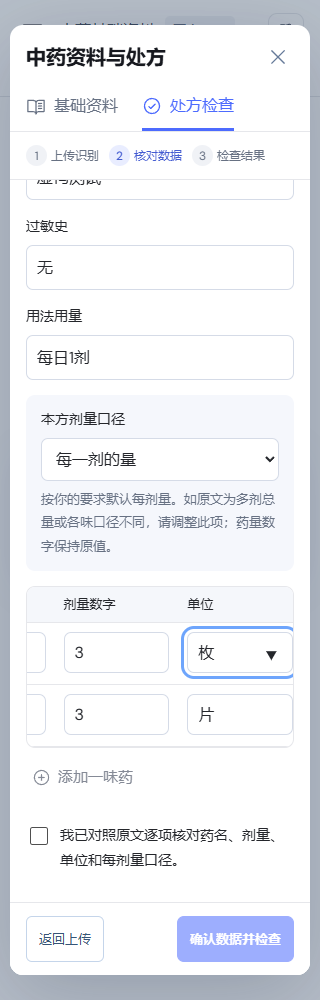 中药资料与处方
基础资料
处方检查
1 上传识别 2 核对数据 3 检查结果
过敏史
无
用法用量
每日1剂
本方剂量口径
每一剂的量
按你的要求默认每剂量。如原文为多剂总
量或各味口径不同，请调整此项；药量数
字保持原值。
剂量数字 单位
3 枚
3 片
添加一味药
我已对照原文逐项核对药名、剂量、
单位和每剂量口径。
返回上传 确认数据并检查